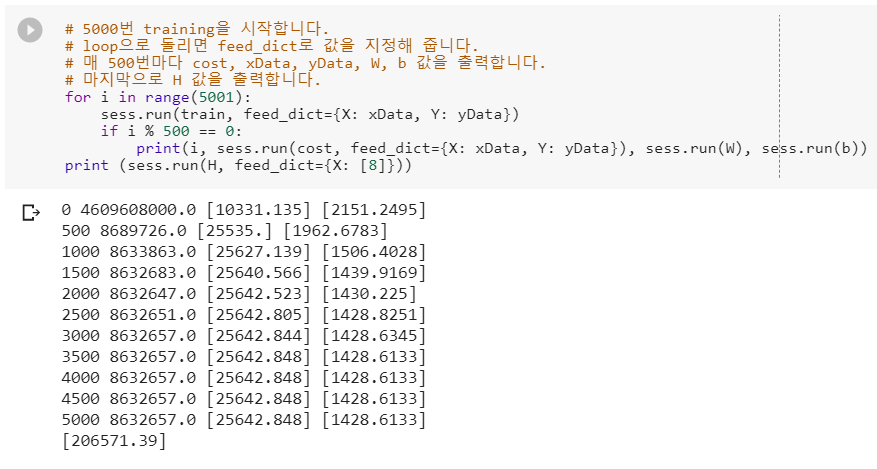 # 5000번 training을 시작합니다.
# loop으로 돌리면 feed_dict로 값을 지정해 줍니다.
# 매 500번마다 cost, xData, yData, W, b 값을 출력합니다.
# 마지막으로 H 값을 출력합니다.
for i in range(5001):
    sess.run(train, feed_dict={X: xData, Y: yData})
    if i % 500 == 0:
        print(i, sess.run(cost, feed_dict={X: xData, Y: yData}), sess.run(W), sess.run(b))
print (sess.run(H, feed_dict={X: [8]}))
0 4609608000.0 [10331.135] [2151.2495]
500 8689726.0 [25535.] [1962.6783]
1000 8633863.0 [25627.139] [1506.4028]
1500 8632683.0 [25640.566] [1439.9169]
2000 8632647.0 [25642.523] [1430.225]
2500 8632651.0 [25642.805] [1428.8251]
3000 8632657.0 [25642.844] [1428.6345]
3500 8632657.0 [25642.848] [1428.6133]
4000 8632657.0 [25642.848] [1428.6133]
4500 8632657.0 [25642.848] [1428.6133]
5000 8632657.0 [25642.848] [1428.6133]
[206571.39]